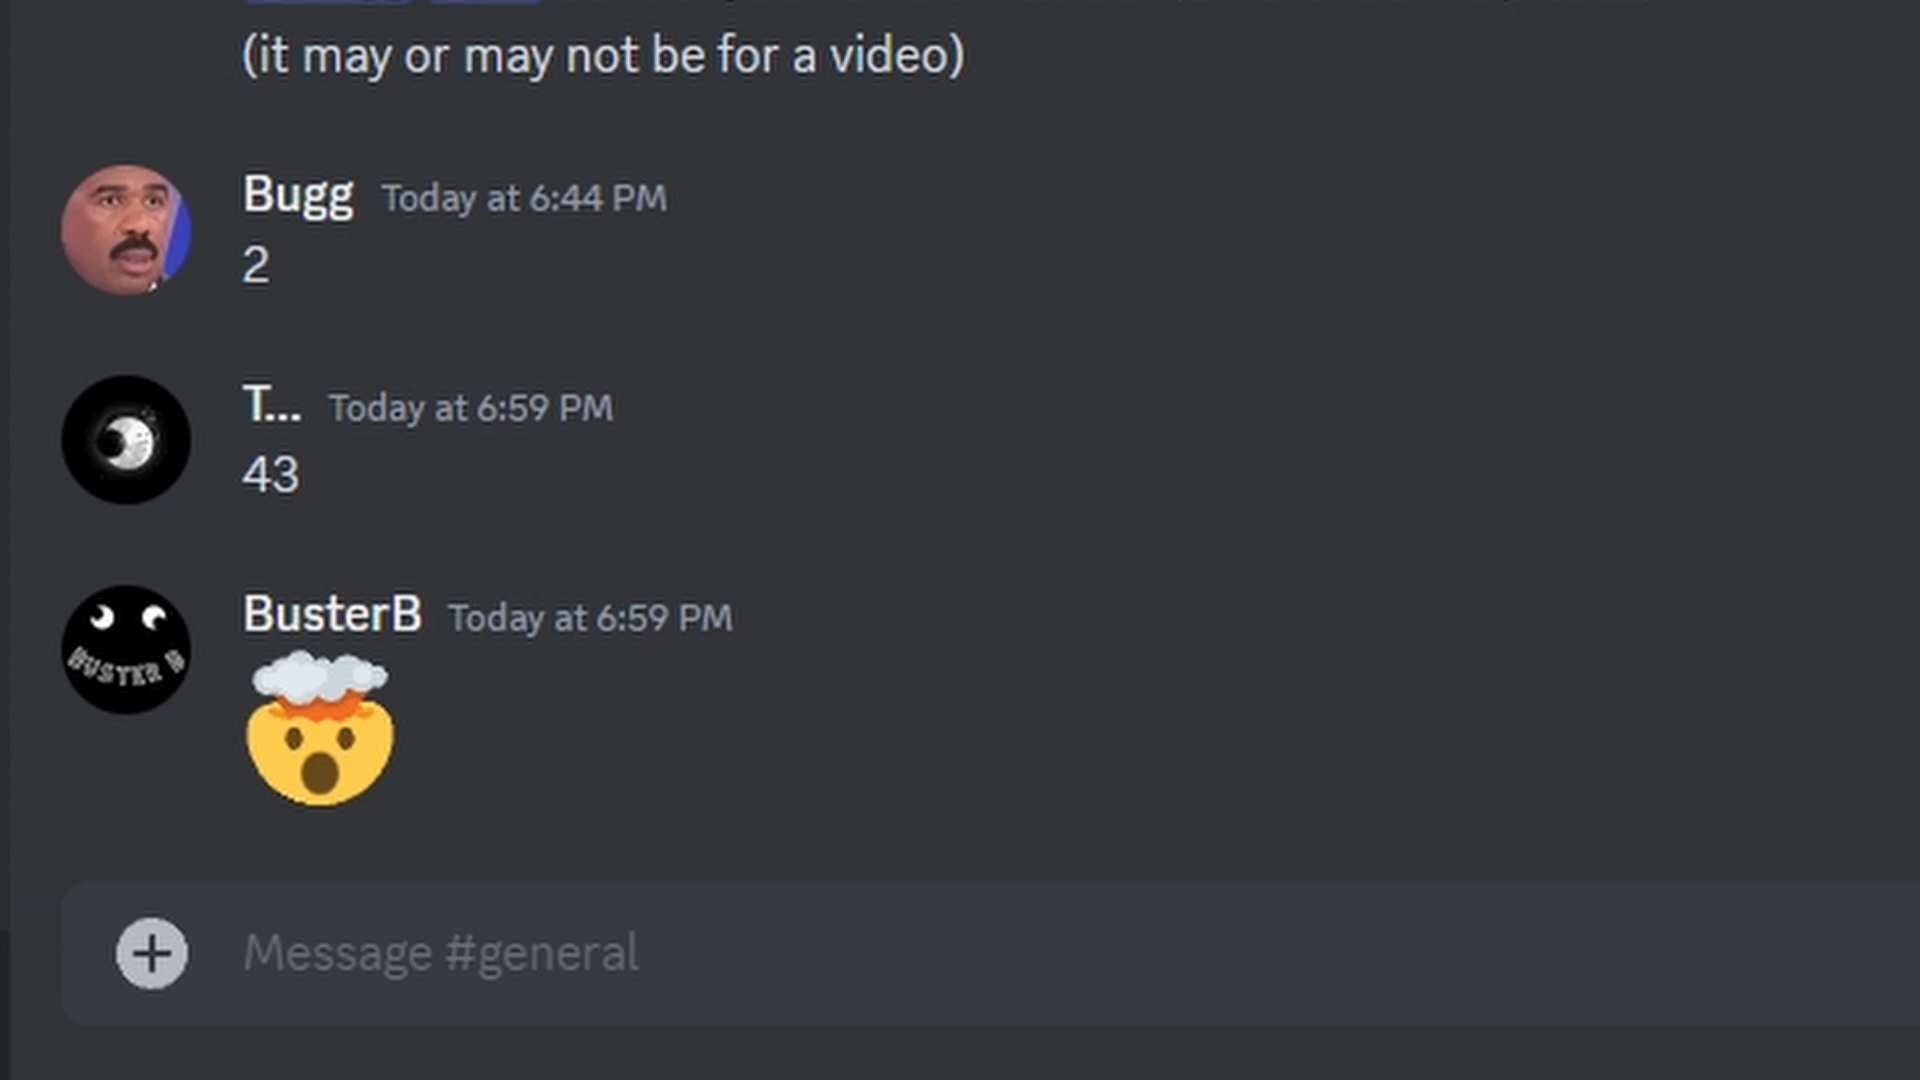 (it may or may not be for a video)
Bugg Today at 6:44 PM
2
T... Today at 6:59 PM
43
BUSTER B
BusterB Today at 6:59 PM
Message #general